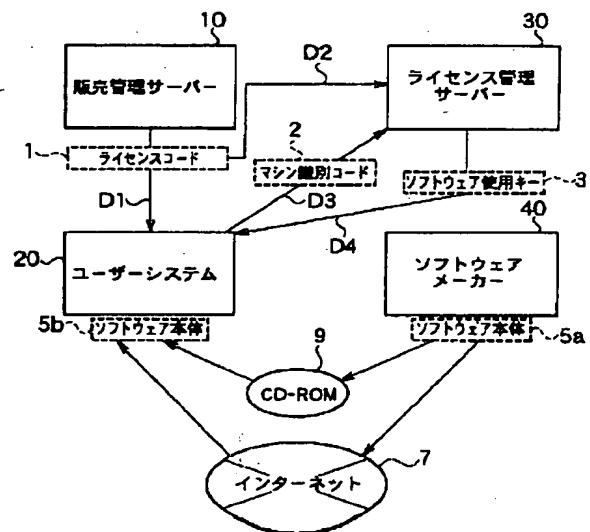 10
30
D2
販売管理サーバー
ライセンス管理
サーバー
1
ライセンスコード
2
マシン識別コード
ソフトウェア使用キー
3
D1
D3
D4
40
20
ユーザーシステム
ソフトウェア
メーカー
5b
ソフトウェア本体
ソフトウェア本体
5a
9
CD-ROM
インターネット
7